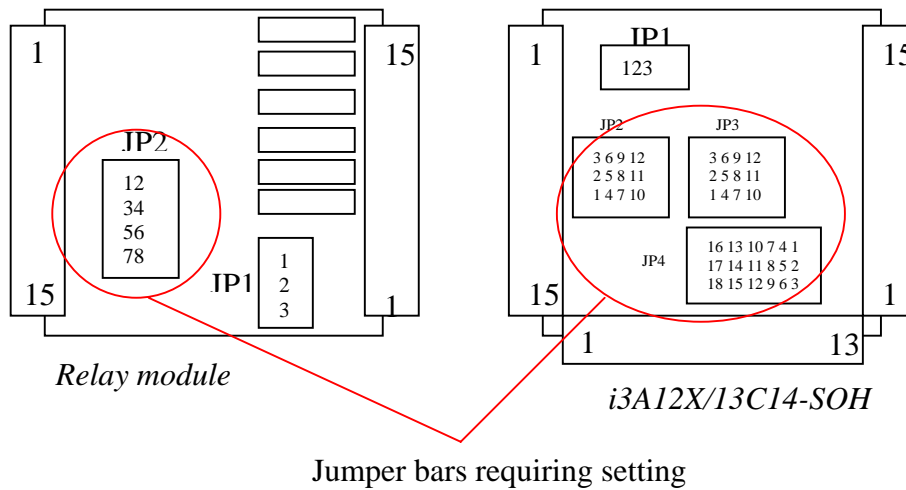 1
15
JP2
12
34
56
78
JP1
1
2
3
15
1
Relay module
1
15
JP1
123
JP2
3 6 9 12
2 5 8 11
1 4 7 10
JP3
3 6 9 12
2 5 8 11
1 4 7 10
JP4
16 13 10 7 4 1
17 14 11 8 5 2
18 15 12 9 6 3
15
1
1
13
i3A12X/13C14-SOH
Jumper bars requiring setting